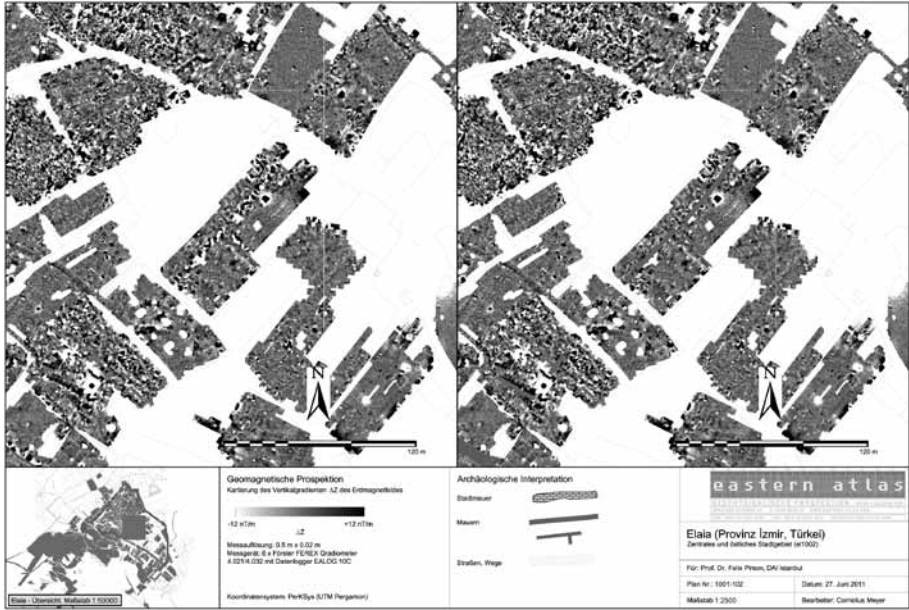 N
120 m
N
120 m
Elaia - Übersicht, Maßstab 1:50000
Geomagnetische Prospektion
Kartierung des Vertikalgradienten ΔZ des Erdmagnetfeldes
-12 nT/m
+12 nT/m
ΔZ
Messauflösung: 0.5 m x 0.02 m
Messgerät: 6 x Förster FEREX Gradiometer
4.021/4.032 mit Datenlogger EALOG 10C
Koordinatensystem: PerKSys (UTM Pergamon)
Archäologische Interpretation
Stadtmauer
Mauern
Straßen, Wege
eastern atlas
Elaia (Provinz İzmir, Türkei)
Zentrales und östliches Stadtgebiet (el1002)
Für: Prof. Dr. Felix Pirson, DAI Istanbul
Plan Nr.: 1001-102
Datum: 27. Juni 2011
Maßstab 1:2500
Bearbeiter: Cornelius Meyer